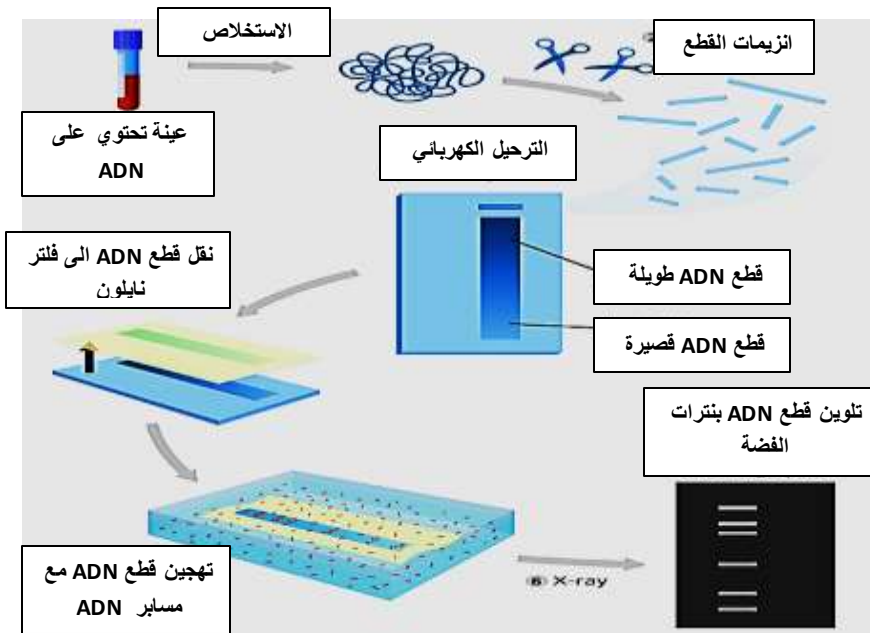 الاستخلاص
انزيمات القطع
عينة تحتوي على
ADN
الترحيل الكهربائي
نقل قطع ADN الى فلتر
نايلون
قطع ADN طويلة
قطع ADN قصيرة
تلوين قطع ADN بنترات
الفضة
تهجين قطع ADN مع
مسابر ADN
⑥ X-ray